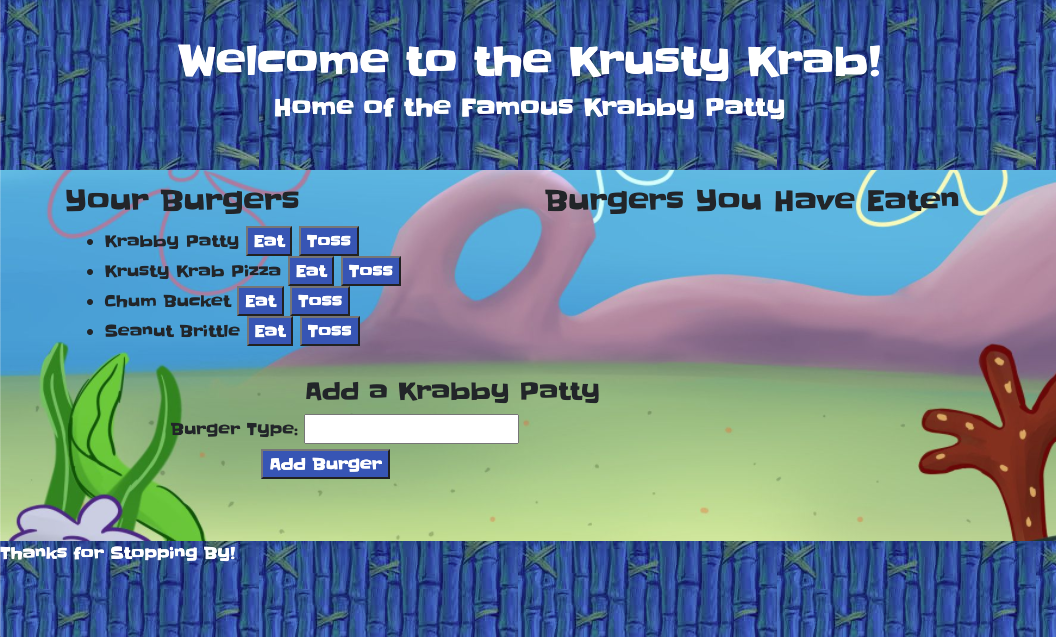 Welcome to the Krusty Krab!
Home of the Famous Krabby Patty
Your Burgers
Krabby Patty Eat Toss
Krusty Krab Pizza Eat Toss
Chum Bucket Eat Toss
Seanut Brittle Eat Toss
Burgers You Have Eaten
Add a Krabby Patty
Burger Type:
Add Burger
Thanks for Stopping By!